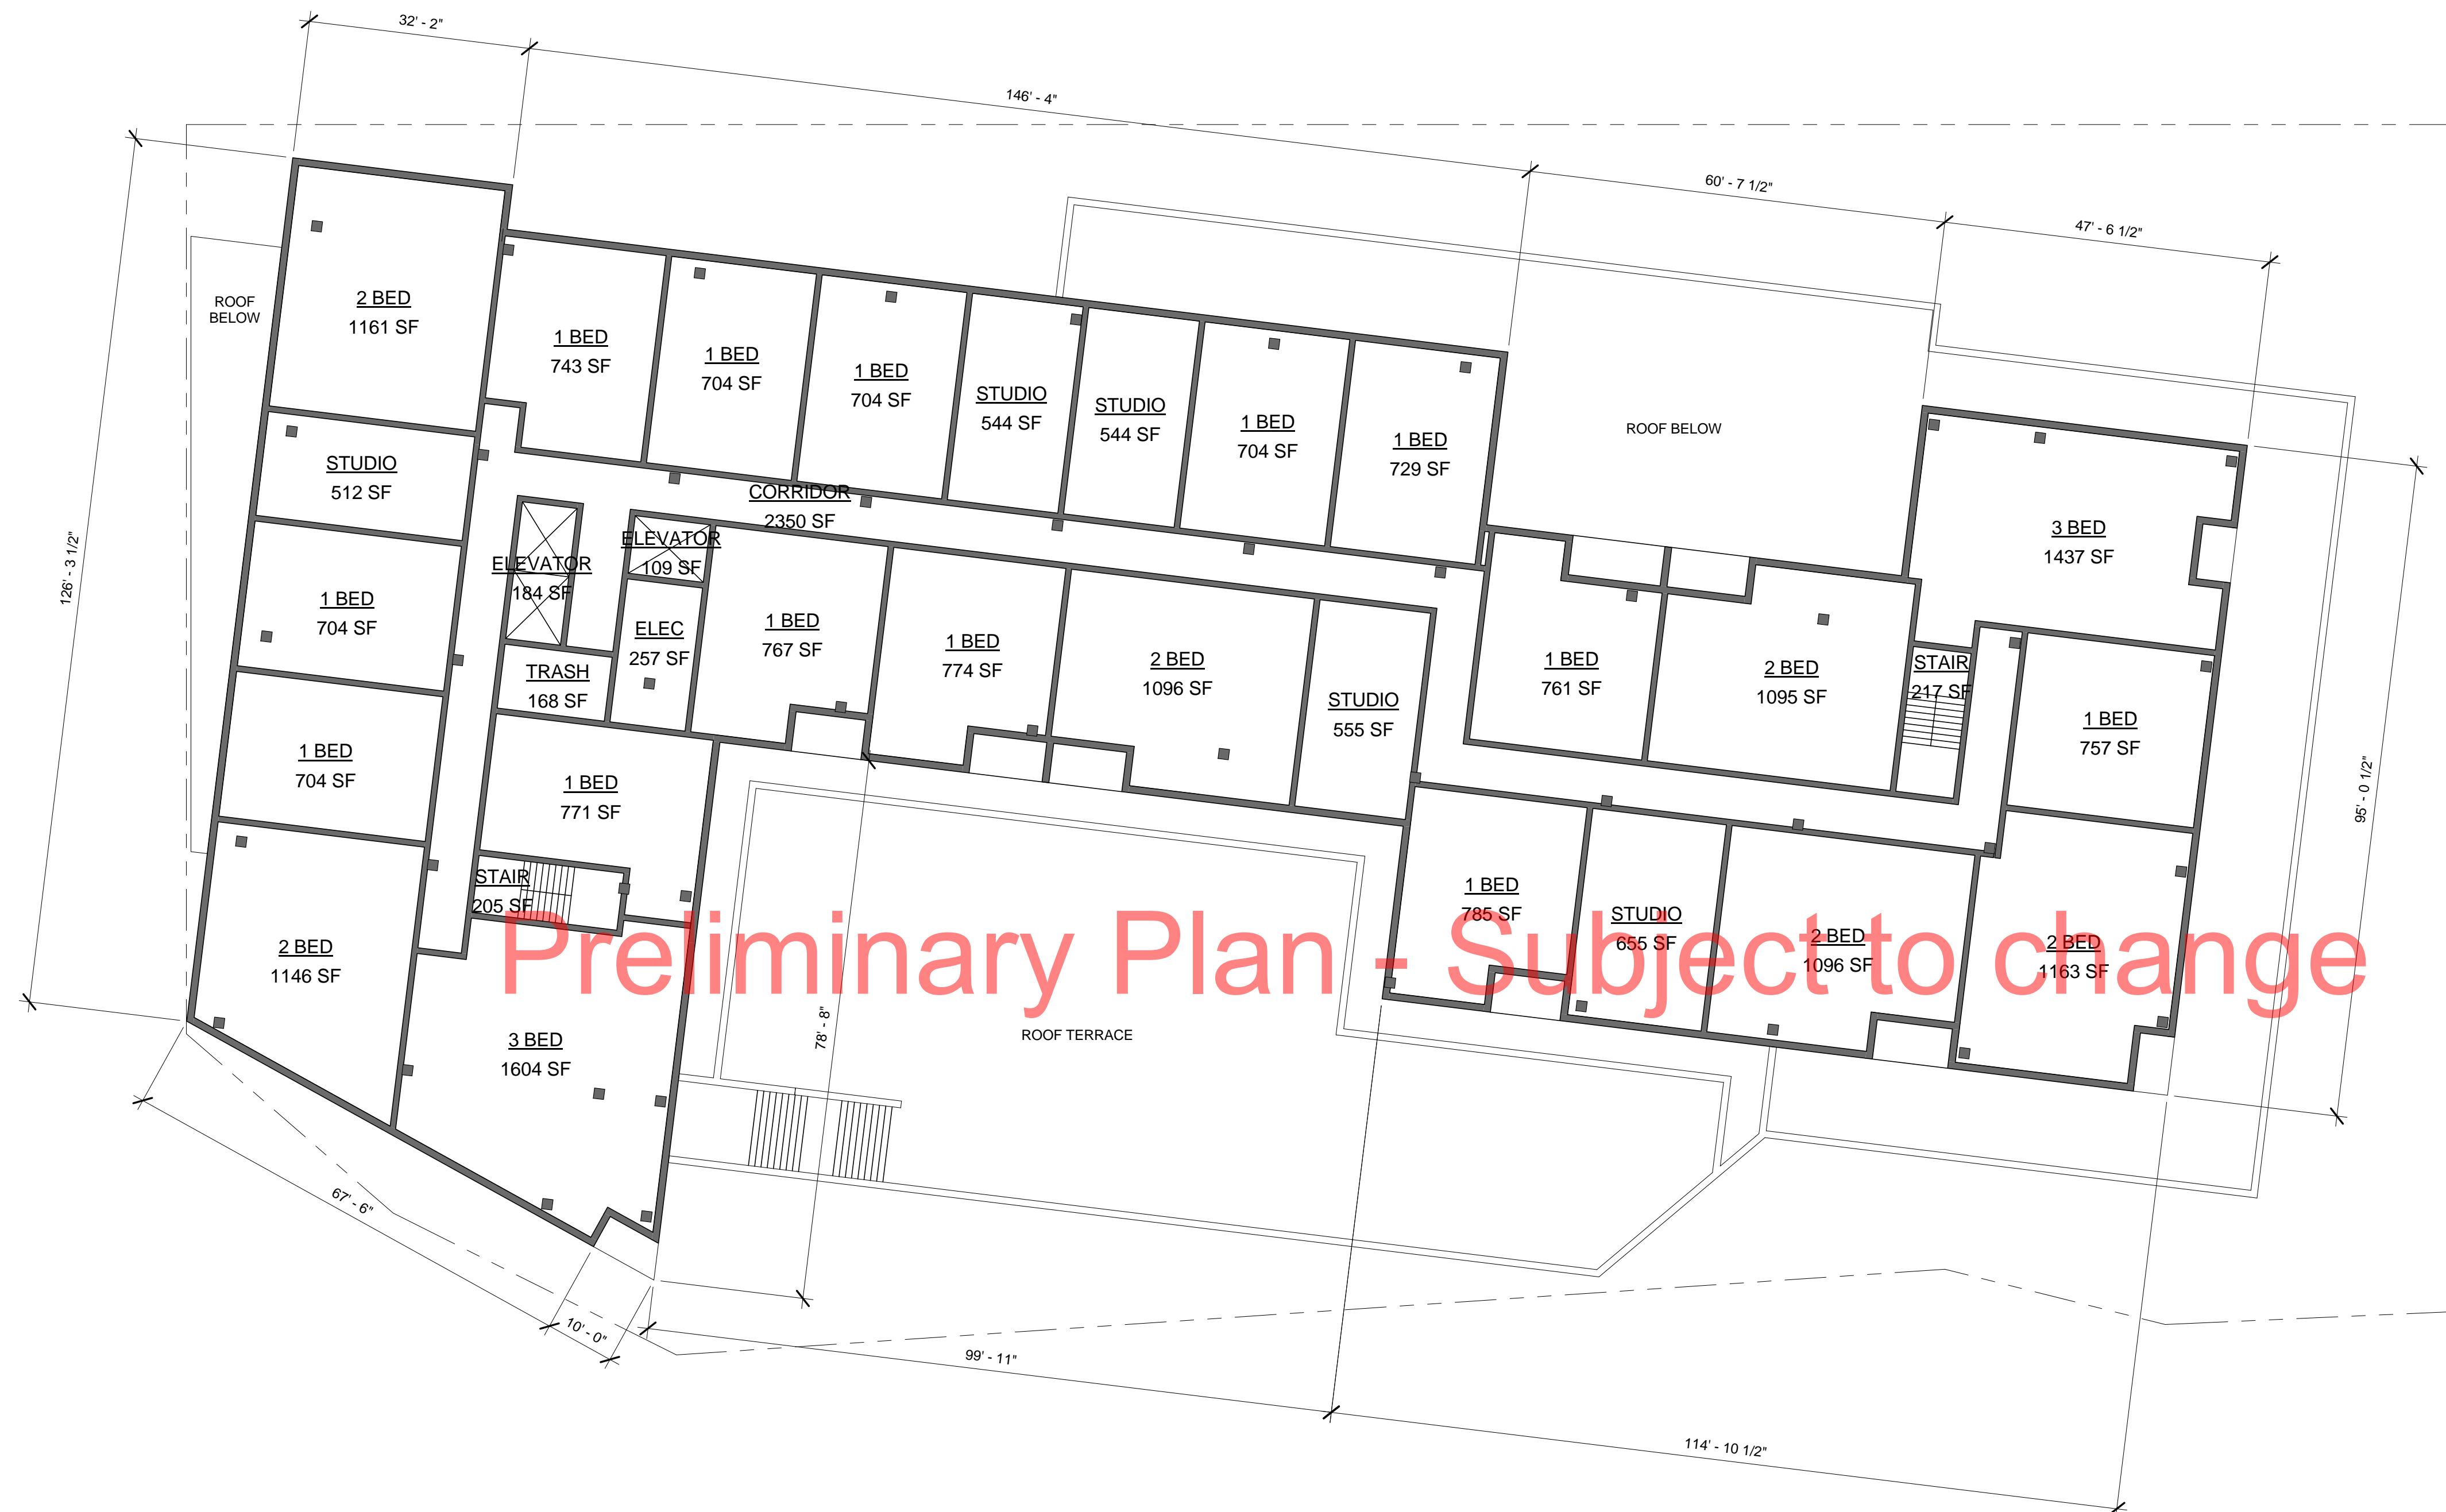 32' - 2"
146' - 4"
60' - 7 1/2"
47' - 6 1/2"
126' - 3 1/2"
ROOF
BELOW
2 BED
1161 SF
1 BED
743 SF
1 BED
704 SF
1 BED
704 SF
STUDIO
544 SF
STUDIO
544 SF
1 BED
704 SF
1 BED
729 SF
ROOF BELOW
3 BED
1437 SF
STUDIO
512 SF
CORRIDOR
2350 SF
ELEVATOR
184 SF
ELEVATOR
109 SF
1 BED
704 SF
TRASH
168 SF
ELEC
257 SF
1 BED
767 SF
1 BED
774 SF
2 BED
1096 SF
STUDIO
555 SF
1 BED
761 SF
2 BED
1095 SF
STAIR
217 SF
1 BED
757 SF
95' - 0 1/2"
1 BED
704 SF
1 BED
771 SF
STAIR
205 SF
1 BED
785 SF
STUDIO
655 SF
2 BED
1096 SF
2 BED
1163 SF
2 BED
1146 SF
Preliminary Plan - Subject to change
3 BED
1604 SF
78' - 8"
ROOF TERRACE
67' - 6"
10' - 0"
99' - 11"
114' - 10 1/2"